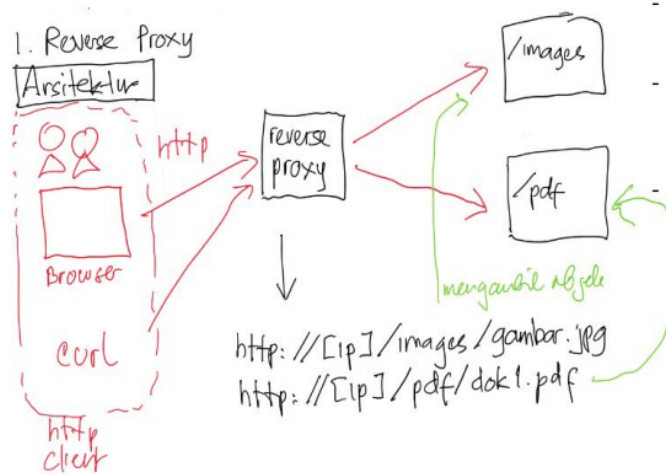 1. Reverse Proxy
Arsitektur
http
Browser
curl
http
client
reverse
proxy
/images
/pdf
mengambil objek
http://[ip]/images/gambar.jpg
http://[ip]/pdf/dok1.pdf